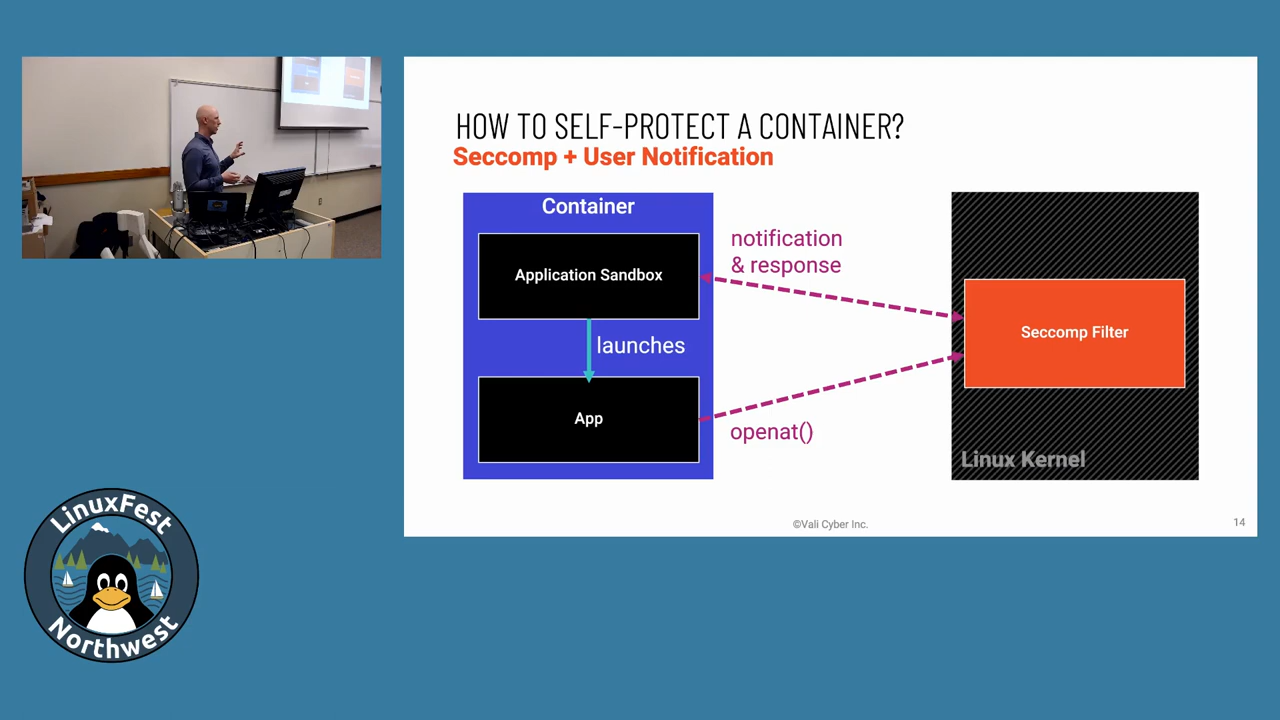 HOW TO SELF-PROTECT A CONTAINER?
Seccomp + User Notification
Container
Application Sandbox
launches
App
notification
& response
openat()
Seccomp Filter
Linux Kernel
©Vali Cyber Inc.
14
LinuxFest
Northwest